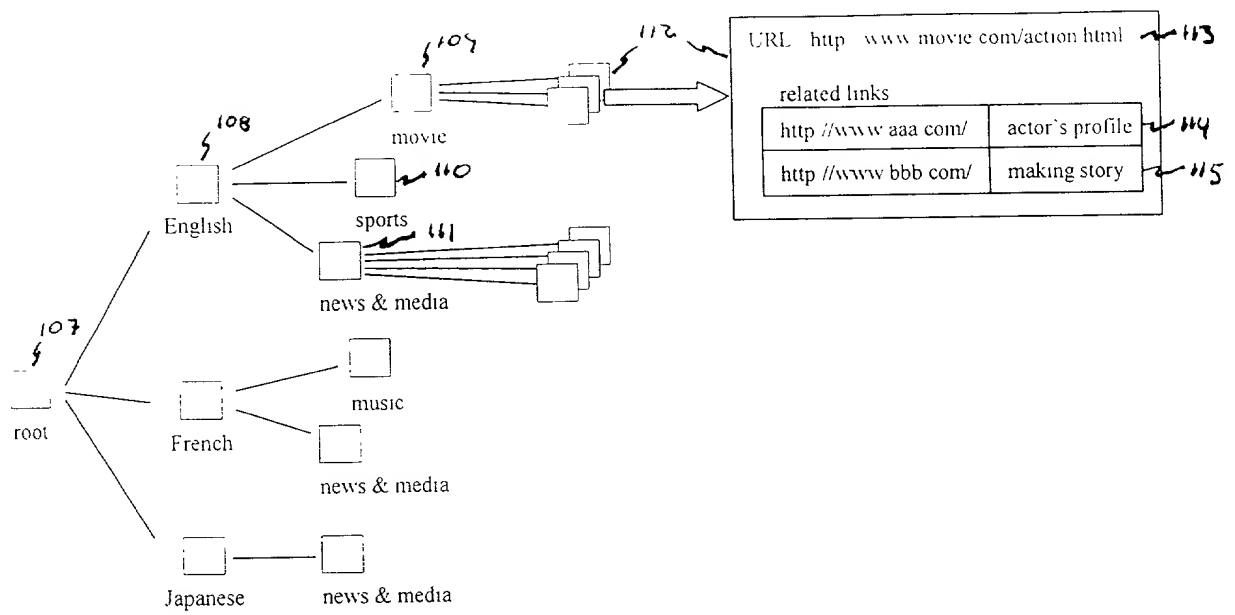 109
112
URL http www movie com/action html
113
related links
http //www aaa com/ actor's profile
114
http //www bbb com/ making story
115
movie
108
English
110
sports
111
news & media
107
root
music
French
news & media
Japanese
news & media